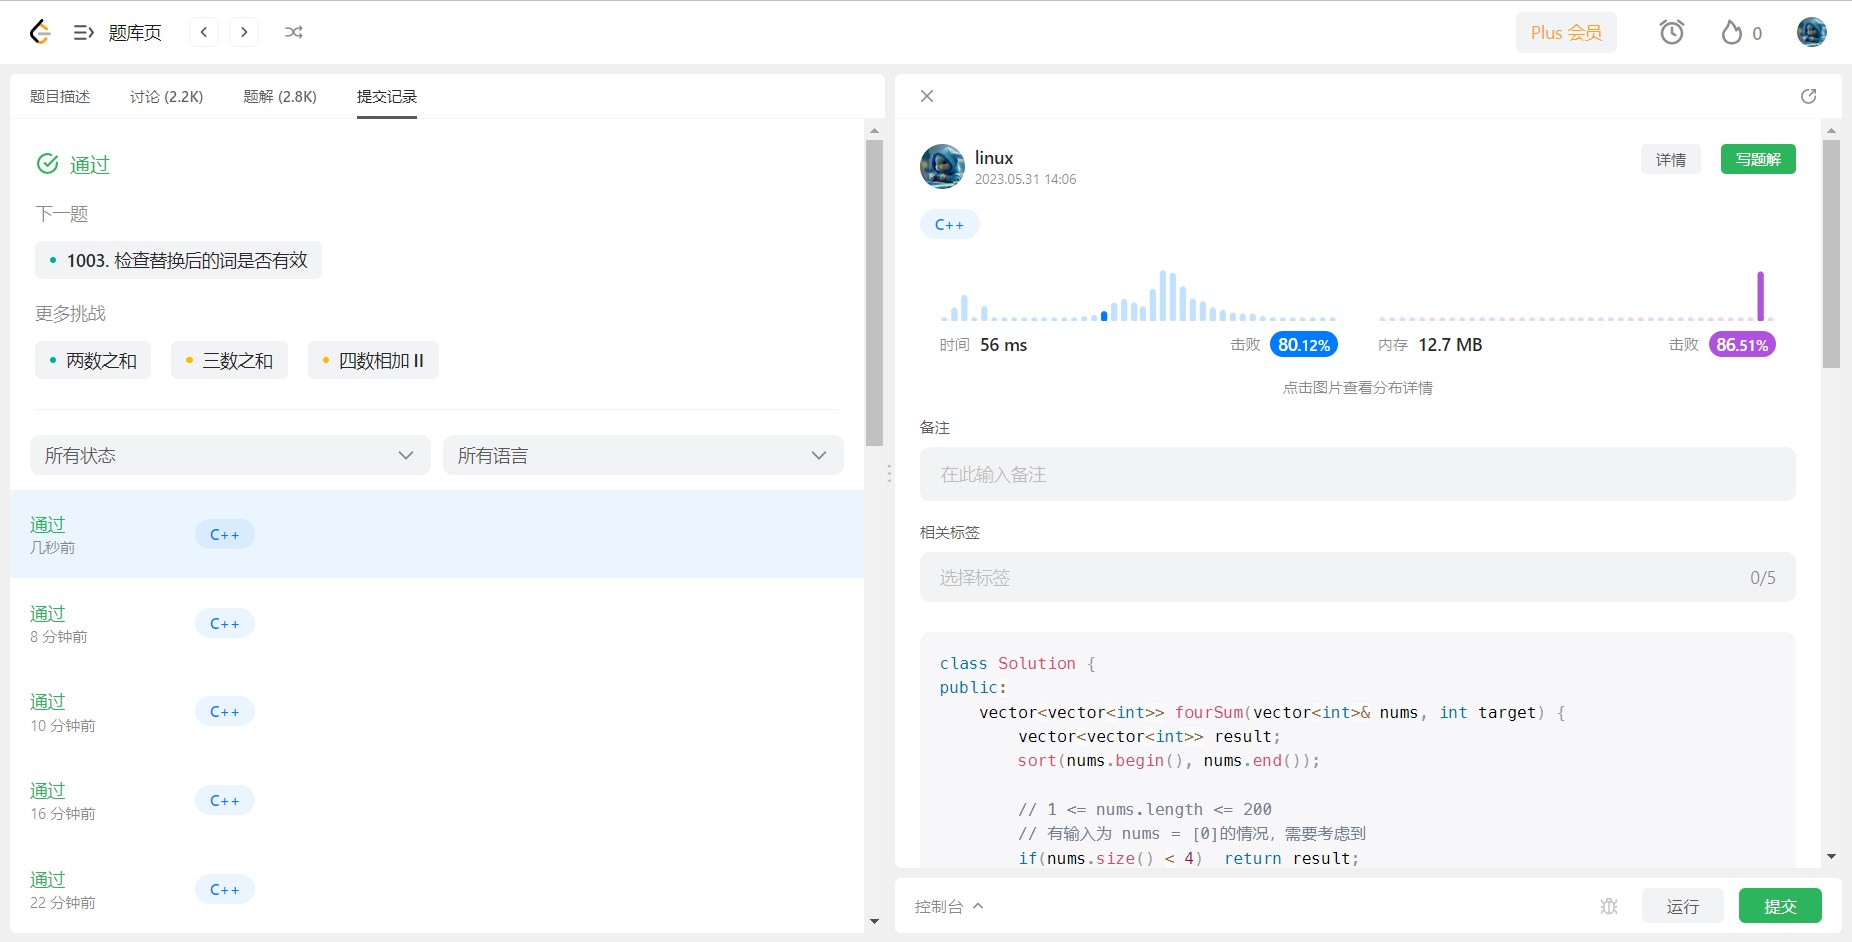 题库页
Plus 会员
0
题目描述
讨论 (2.2K)
题解 (2.8K)
提交记录
通过
下一题
1003. 检查替换后的词是否有效
更多挑战
两数之和
三数之和
四数相加 II
所有状态
所有语言
通过
几秒前
C++
通过
8 分钟前
C++
通过
10 分钟前
C++
通过
16 分钟前
C++
通过
22 分钟前
C++
linux
2023.05.31 14:06
详情
写题解
C++
时间 56 ms
击败 80.12%
内存 12.7 MB
击败 86.51%
点击图片查看分布详情
备注
在此输入备注
相关标签
选择标签
0/5
class Solution {
public:
    vector<vector<int>> fourSum(vector<int>& nums, int target) {
        vector<vector<int>> result;
        sort(nums.begin(), nums.end());
        // 1 <= nums.length <= 200
        // 有输入为 nums = [0]的情况，需要考虑到
        if(nums.size() < 4)  return result;
控制台
运行
提交